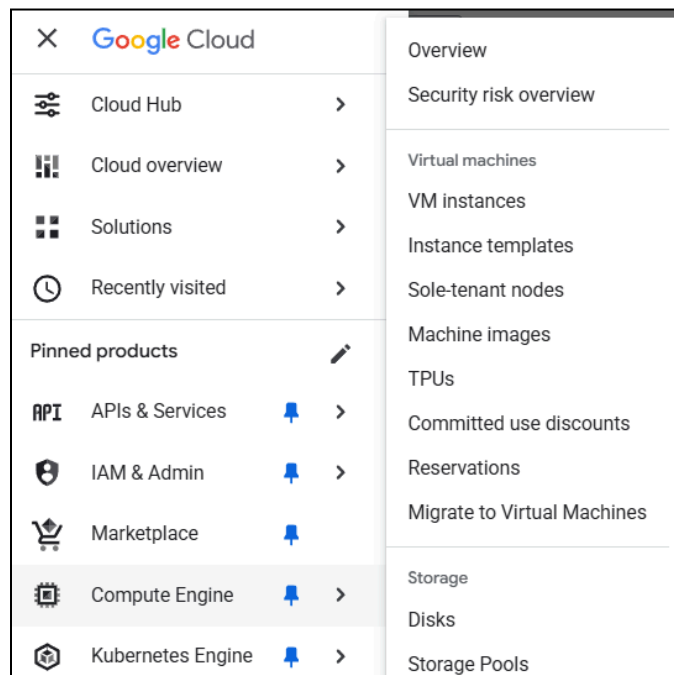 Google Cloud
Cloud Hub
Cloud overview
Solutions
Recently visited
Pinned products
API APIs & Services
IAM & Admin
Marketplace
Compute Engine
Kubernetes Engine
Overview
Security risk overview
Virtual machines
VM instances
Instance templates
Sole-tenant nodes
Machine images
TPUs
Committed use discounts
Reservations
Migrate to Virtual Machines
Storage
Disks
Storage Pools